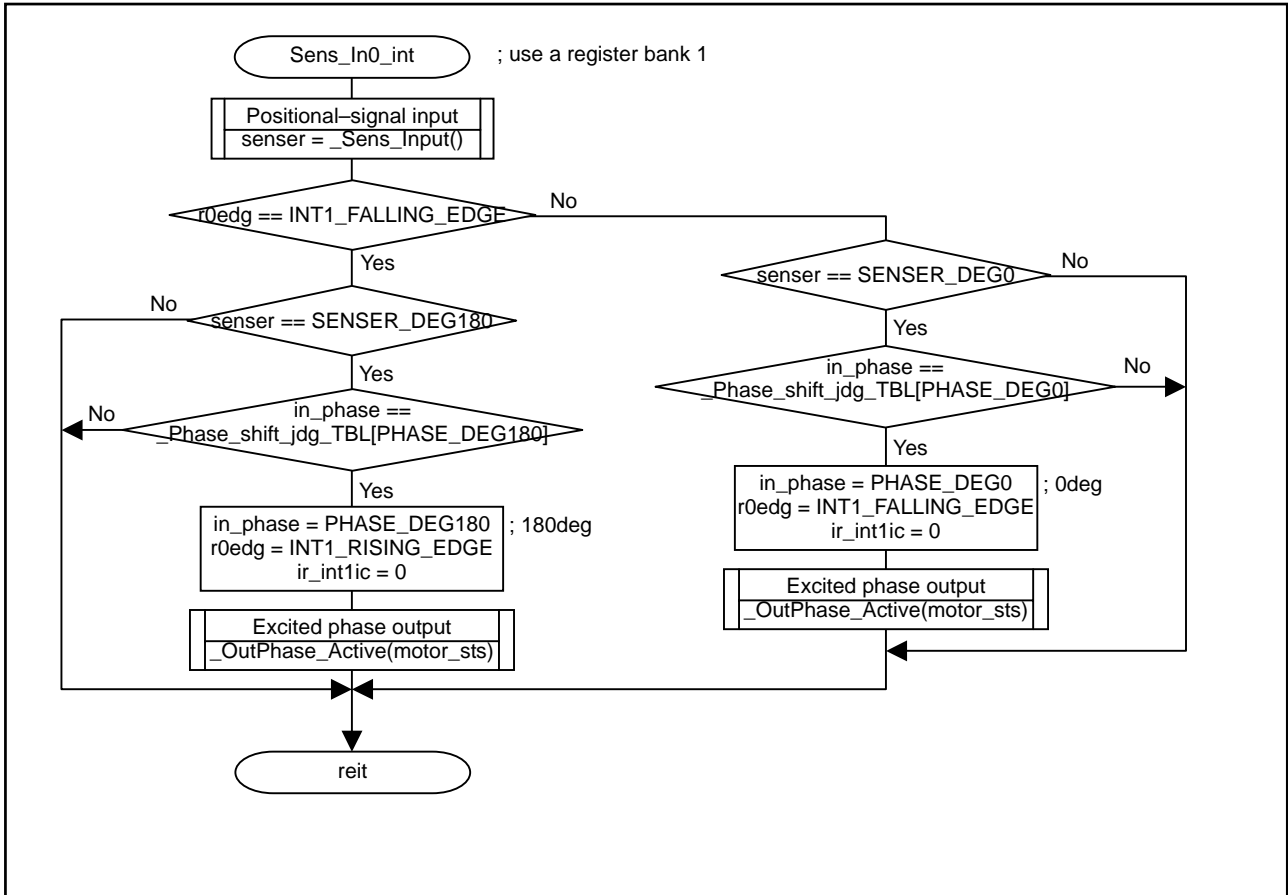 Sens_In0_int
; use a register bank 1
Positional–signal input
senser = _Sens_Input()
r0edg == INT1_FALLING_EDGE
No
Yes
senser == SENSER_DEG180
No
Yes
in_phase ==
_Phase_shift_jdg_TBL[PHASE_DEG180]
No
Yes
in_phase = PHASE_DEG180
r0edg = INT1_RISING_EDGE
ir_int1ic = 0
; 180deg
Excited phase output
_OutPhase_Active(motor_sts)
senser == SENSER_DEG0
No
Yes
in_phase ==
_Phase_shift_jdg_TBL[PHASE_DEG0]
No
Yes
in_phase = PHASE_DEG0
r0edg = INT1_FALLING_EDGE
ir_int1ic = 0
; 0deg
Excited phase output
_OutPhase_Active(motor_sts)
reit